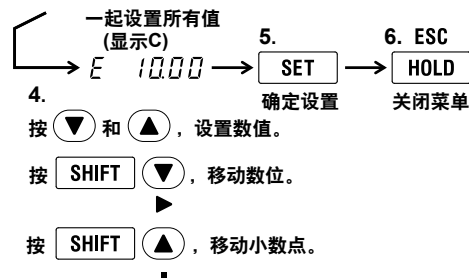 一起设置所有值
(显示C)
E 10.00
5.
SET
确定设置
6. ESC
HOLD
关闭菜单
4.
按▼和▲，设置数值。
按 SHIFT ▼，移动数位。
按 SHIFT ▲，移动小数点。